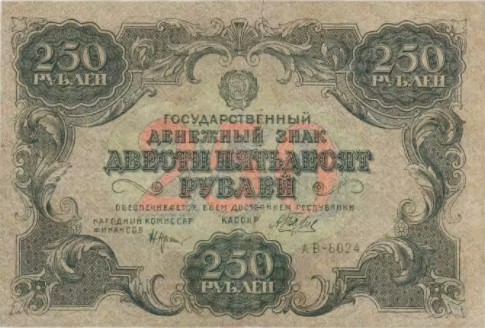 250
РУБЛЕЙ
250
РУБЛЕЙ
ГОСУДАРСТВЕННЫЙ
ДЕНЕЖНЫЙ ЗНАК
ДВЕСТИ ПЯТЬДЕСЯТ
РУБЛЕЙ
ОБЕСПЕЧИВАЕТСЯ ВСЕМ ДОСТОЯНИЕМ РЕСПУБЛИКИ
НАРОДНЫЙ КОМИССАР
ФИНАНСОВ
КАССИР
АВ-8024
250
РУБЛЕЙ